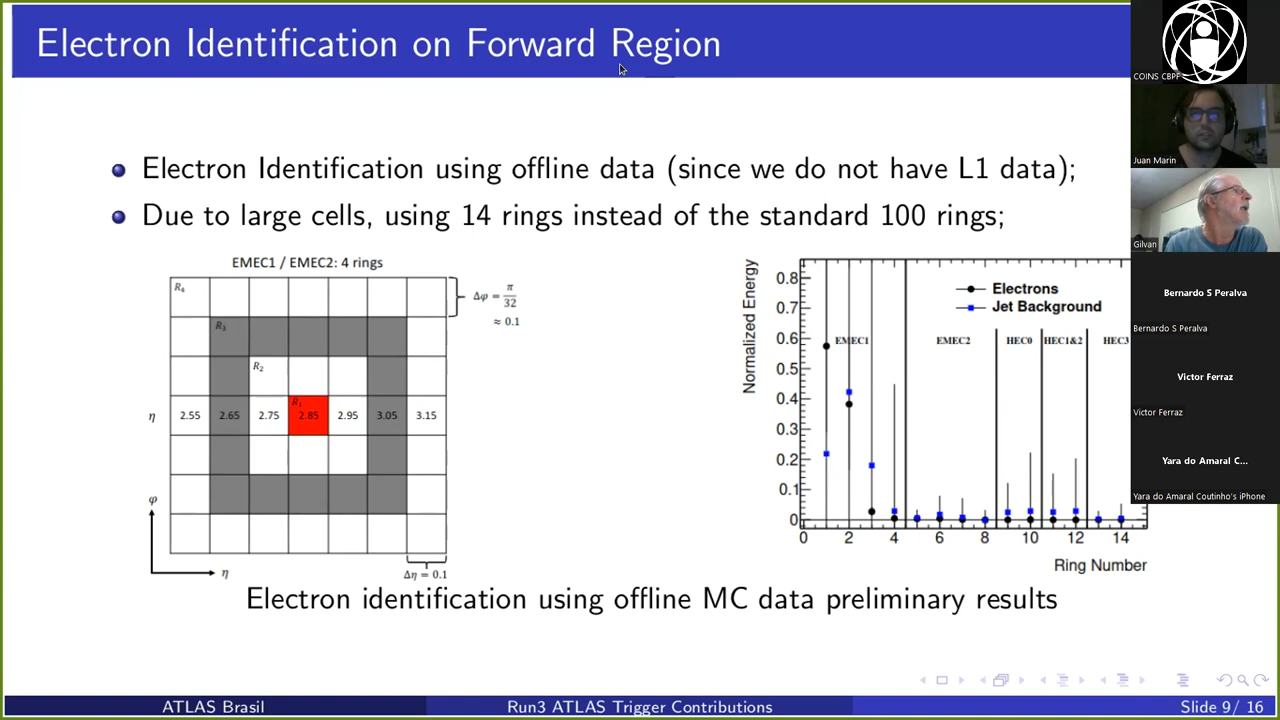 Electron Identification on Forward Region
Electron Identification using offline data (since we do not have L1 data);
Due to large cells, using 14 rings instead of the standard 100 rings;
EMEC1 / EMEC2: 4 rings
R₄
R₃
R₂
R₁
η
2.55 2.65 2.75 2.85 2.95 3.05 3.15
Δφ = π/32
≈ 0.1
φ
η
Δη = 0.1
Normalized Energy
0.8
0.7
0.6
0.5
0.4
0.3
0.2
0.1
0
Electrons
Jet Background
EMEC1 EMEC2 HEC0 HEC1&2 HEC3
0 2 4 6 8 10 12 14
Ring Number
Electron identification using offline MC data preliminary results
ATLAS Brasil Run3 ATLAS Trigger Contributions Slide 9/ 16
COINS CBPF
Juan Marin
Gilvan
Bernardo S Peralva
Bernardo S Peralva
Victor Ferraz
Victor Ferraz
Yara do Amaral C...
Yara do Amaral Coutinho's iPhone